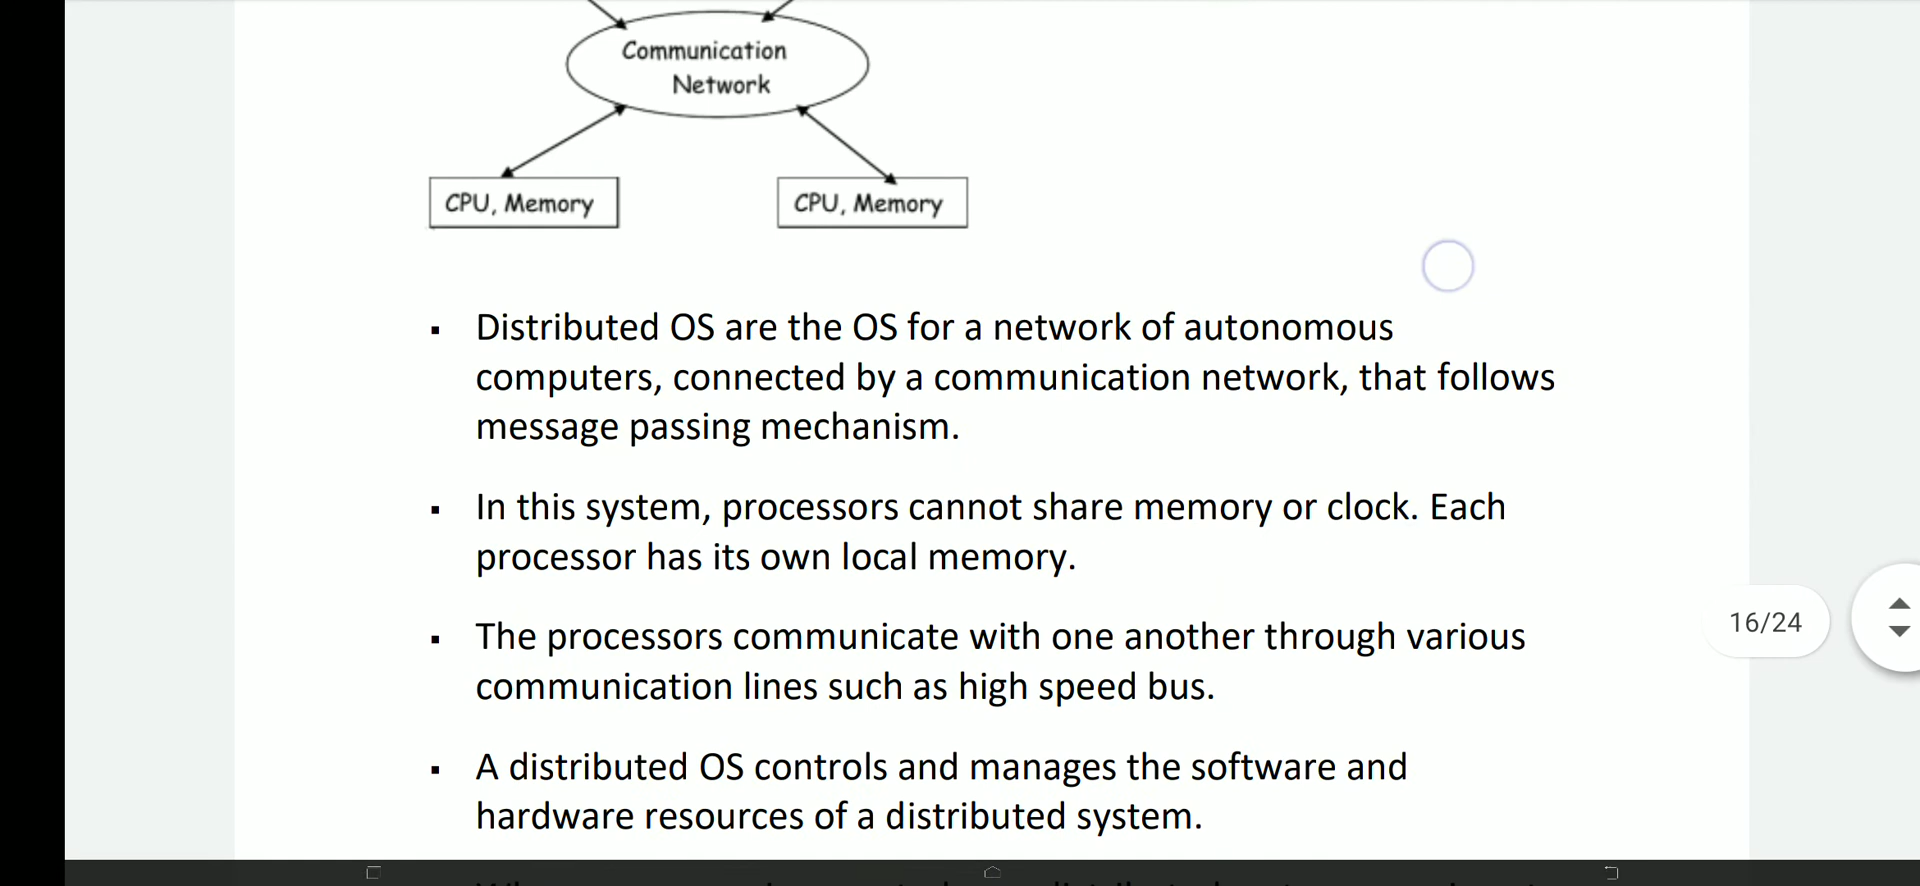 Communication
Network
CPU, Memory
CPU, Memory
▪ Distributed OS are the OS for a network of autonomous
computers, connected by a communication network, that follows
message passing mechanism.
▪ In this system, processors cannot share memory or clock. Each
processor has its own local memory.
▪ The processors communicate with one another through various
communication lines such as high speed bus.
▪ A distributed OS controls and manages the software and
hardware resources of a distributed system.
16/24